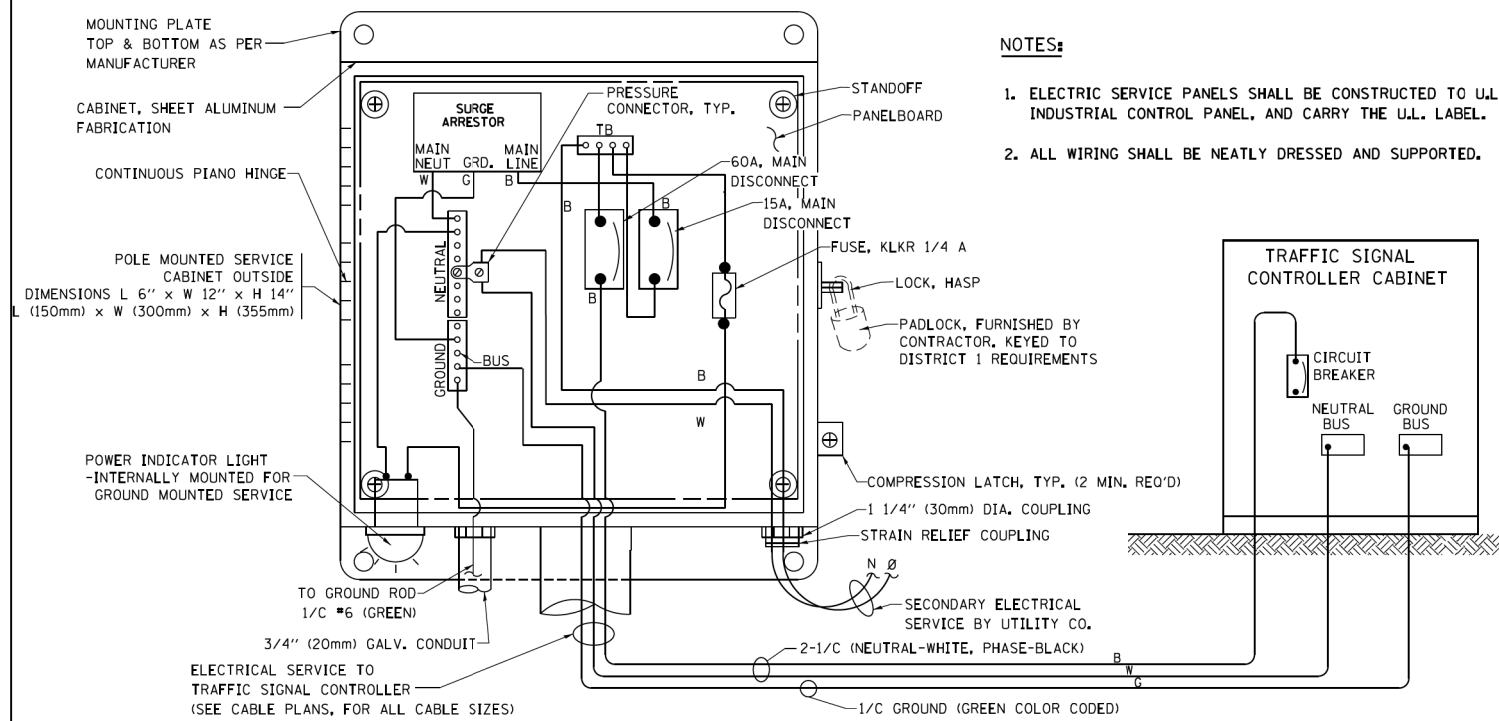 MOUNTING PLATE
TOP & BOTTOM AS PER
MANUFACTURER
CABINET, SHEET ALUMINUM
FABRICATION
CONTINUOUS PIANO HINGE
POLE MOUNTED SERVICE
CABINET OUTSIDE
DIMENSIONS L 6'' x W 12'' x H 14''
L (150mm) x W (300mm) x H (355mm)
POWER INDICATOR LIGHT
-INTERNALLY MOUNTED FOR
GROUND MOUNTED SERVICE
SURGE
ARRESTOR
MAIN
NEUT
GRD.
MAIN
LINE
W
G
B
NEUTRAL
GROUND
BUS
PRESSURE
CONNECTOR, TYP.
TB
B
B
B
B
W
STANDOFF
PANELBOARD
60A, MAIN
DISCONNECT
15A, MAIN
DISCONNECT
FUSE, KLKR 1/4 A
LOCK, HASP
PADLOCK, FURNISHED BY
CONTRACTOR. KEYED TO
DISTRICT 1 REQUIREMENTS
COMPRESSION LATCH, TYP. (2 MIN. REQ'D)
1 1/4'' (30mm) DIA. COUPLING
STRAIN RELIEF COUPLING
N Ø
SECONDARY ELECTRICAL
SERVICE BY UTILITY CO.
TO GROUND ROD
1/C #6 (GREEN)
3/4'' (20mm) GALV. CONDUIT
ELECTRICAL SERVICE TO
TRAFFIC SIGNAL CONTROLLER
(SEE CABLE PLANS, FOR ALL CABLE SIZES)
2-1/C (NEUTRAL-WHITE, PHASE-BLACK)
B
W
G
1/C GROUND (GREEN COLOR CODED)
NOTES:
1. ELECTRIC SERVICE PANELS SHALL BE CONSTRUCTED TO U.L
INDUSTRIAL CONTROL PANEL, AND CARRY THE U.L. LABEL.
2. ALL WIRING SHALL BE NEATLY DRESSED AND SUPPORTED.
TRAFFIC SIGNAL
CONTROLLER CABINET
CIRCUIT
BREAKER
NEUTRAL
BUS
GROUND
BUS